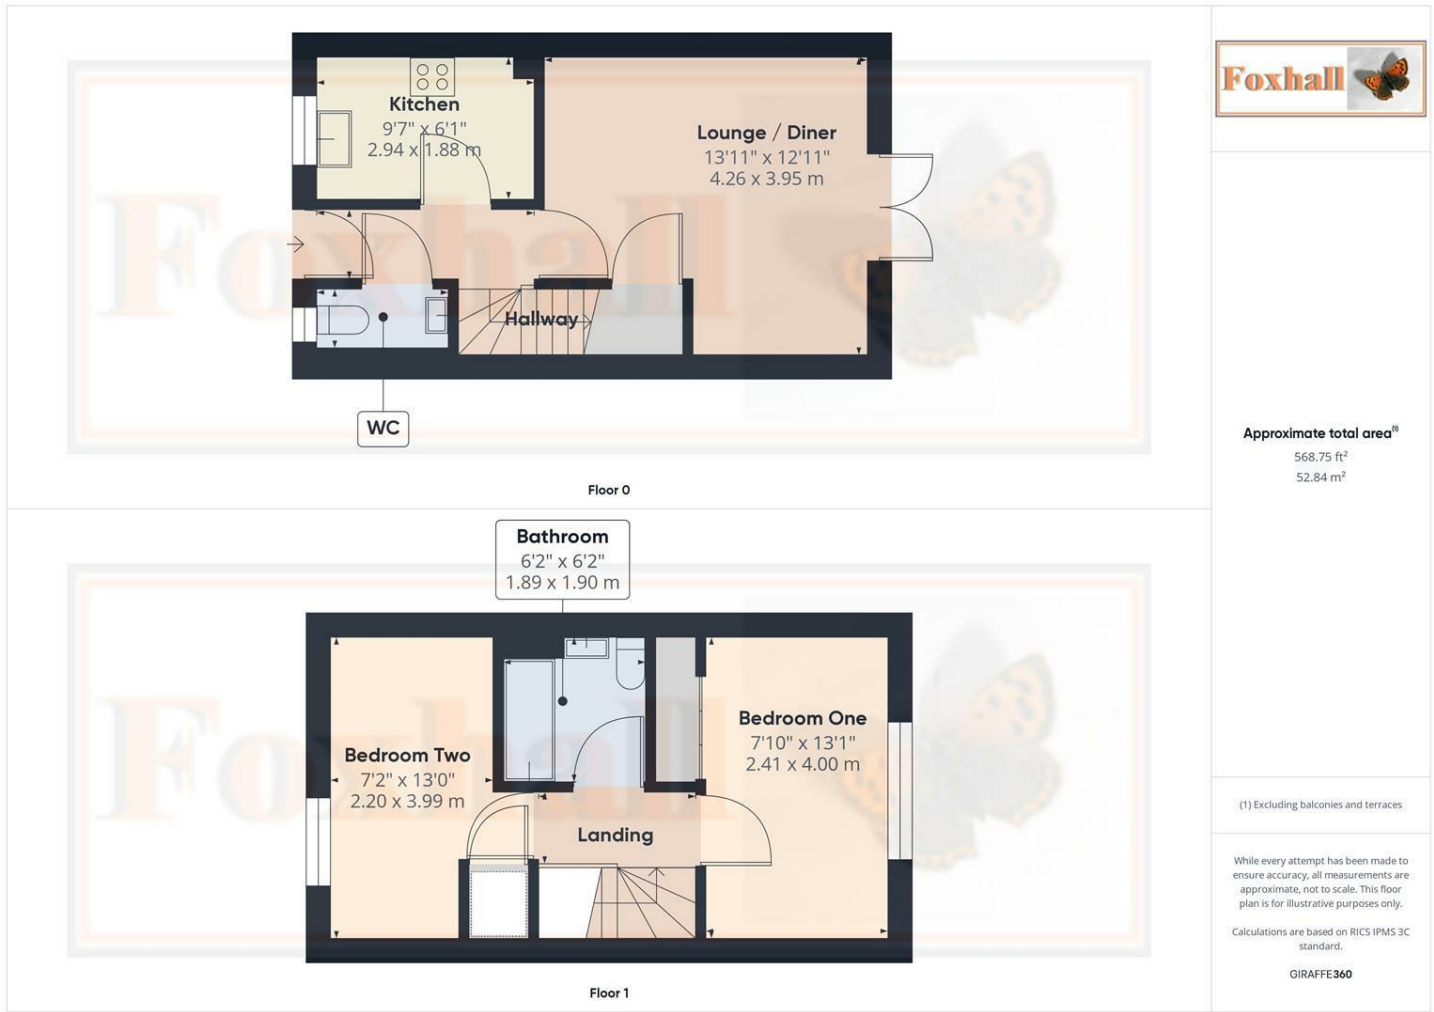 Kitchen
9'7" x 6'1"
2.94 x 1.88 m
Lounge / Diner
13'11" x 12'11"
4.26 x 3.95 m
Foxhall
Hallway
WC
Floor 0
Bathroom
6'2" x 6'2"
1.89 x 1.90 m
Bedroom Two
7'2" x 13'0"
2.20 x 3.99 m
Bedroom One
7'10" x 13'1"
2.41 x 4.00 m
Foxhall
Landing
Floor 1
Foxhall
Approximate total area(1)
568.75 ft²
52.84 m²
(1) Excluding balconies and terraces
While every attempt has been made to
ensure accuracy, all measurements are
approximate, not to scale. This floor
plan is for illustrative purposes only.
Calculations are based on RICS IPMS 3C
standard.
GIRAFFE360